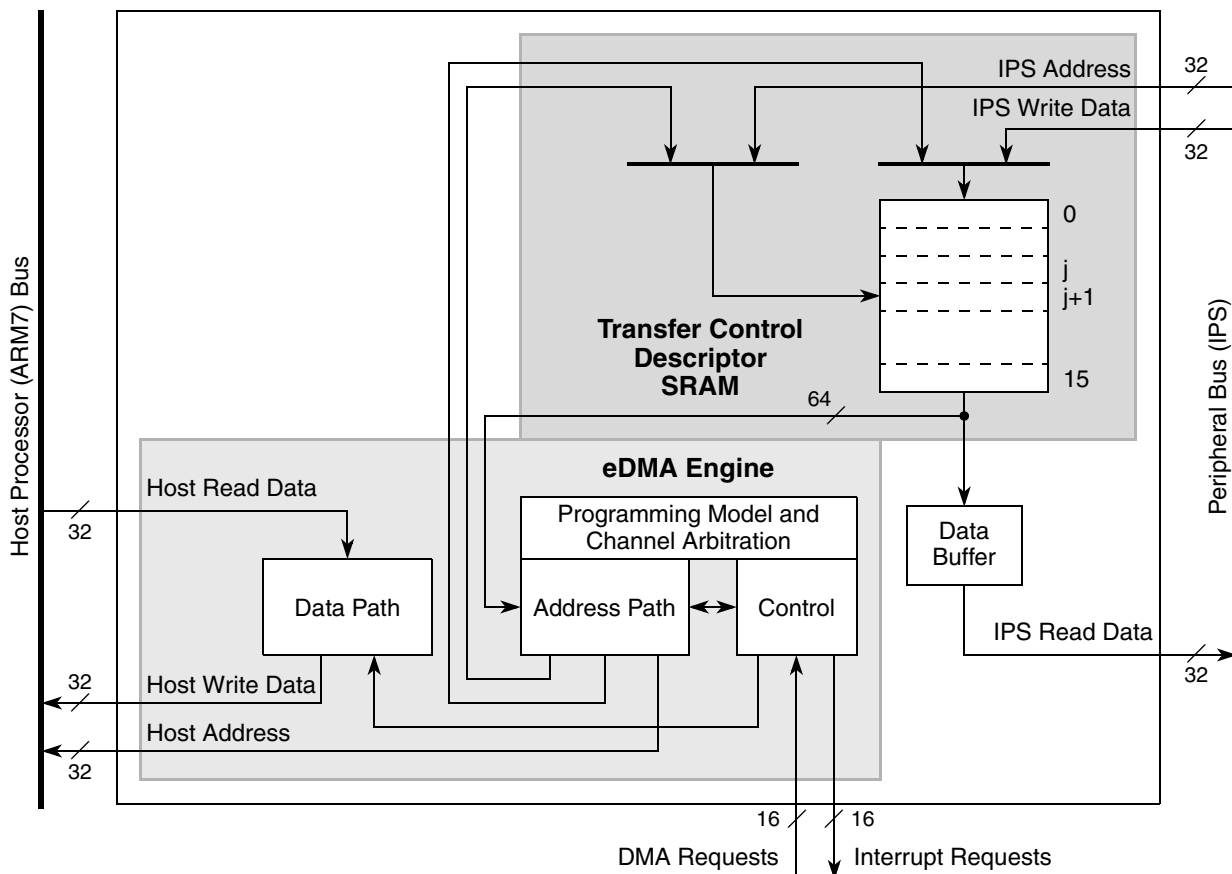 IPS Address
32
IPS Write Data
32
0
j
j+1
15
Transfer Control
Descriptor
SRAM
64
Host Processor (ARM7) Bus
Peripheral Bus (IPS)
eDMA Engine
Host Read Data
32
Programming Model and
Channel Arbitration
Data
Buffer
Data Path
Address Path
Control
IPS Read Data
32
32
Host Write Data
Host Address
32
16
16
DMA Requests
Interrupt Requests